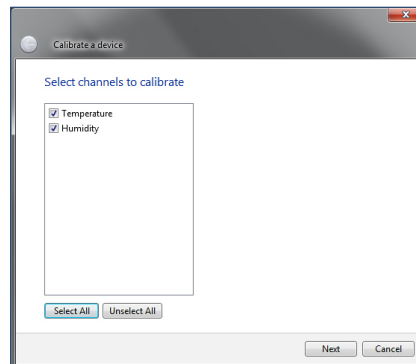 Calibrate a device
Select channels to calibrate
Temperature
Humidity
Select All Unselect All
Next Cancel